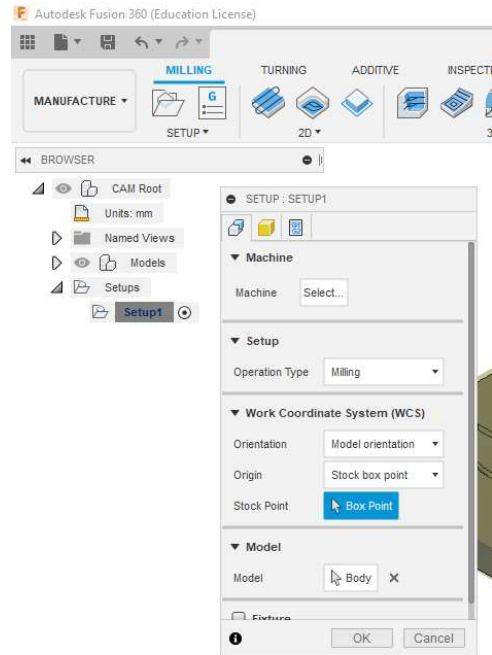 Autodesk Fusion 360 (Education License)
MILLING TURNING ADDITIVE INSPECTI
MANUFACTURE
G
SETUP 2D 3
BROWSER
CAM Root
Units: mm
Named Views
Models
Setups
Setup1
SETUP : SETUP1
Machine
Machine Select...
Setup
Operation Type Milling
Work Coordinate System (WCS)
Orientation Model orientation
Origin Stock box point
Stock Point Box Point
Model
Model Body
Fixture
OK Cancel